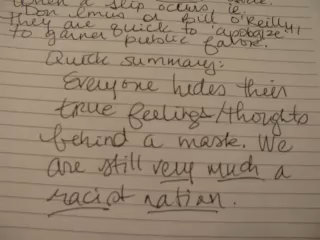 when a slip occurs, ie
Don Imus or Bill O'Reilly,
They are quick to apologize
to garner public favor.
Quick summary:
Everyone hides their
true feelings/thoughts
behind a mask. We
are still very much a
racist nation.